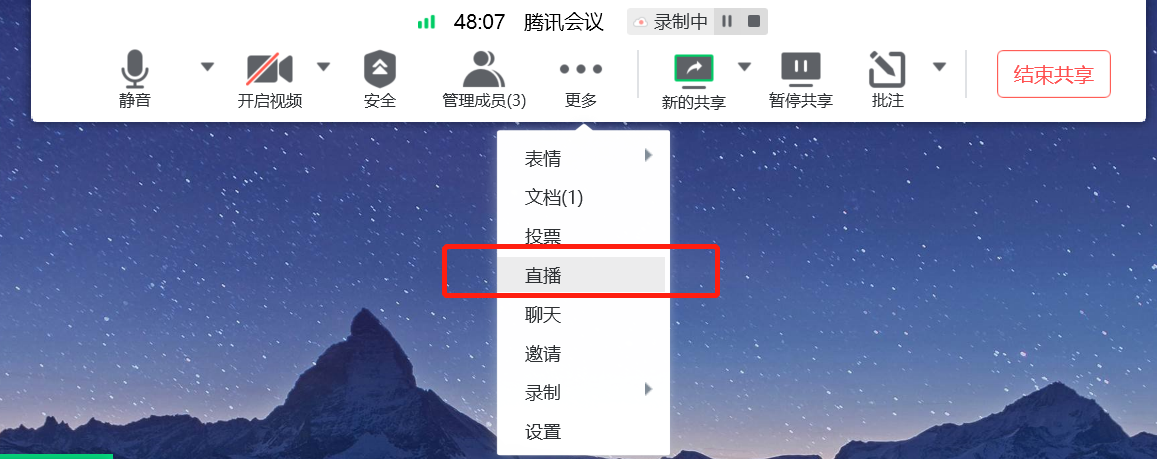 48:07 腾讯会议 录制中
静音 开启视频 安全 管理成员(3) 更多 新的共享 暂停共享 批注 结束共享
表情
文档(1)
投票
直播
聊天
邀请
录制
设置